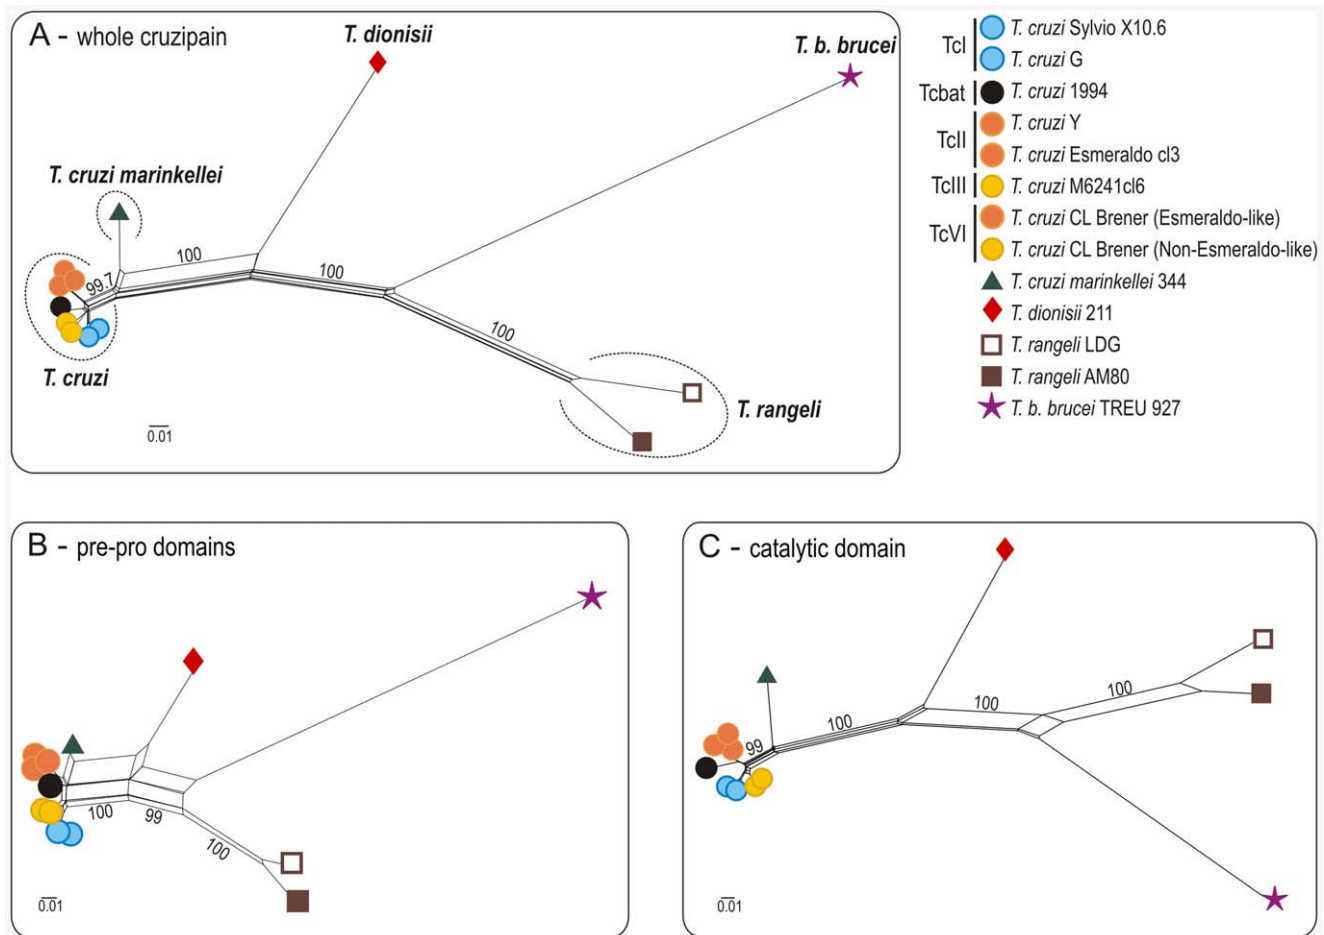 A - whole cruzipain
T. dionisii
T. b. brucei
T. cruzi marinkellei
100
100
99.7
100
T. cruzi
T. rangeli
0.01
TcI
T. cruzi Sylvio X10.6
T. cruzi G
Tcbat
T. cruzi 1994
TcII
T. cruzi Y
T. cruzi Esmeraldo cl3
TcIII
T. cruzi M6241cl6
TcVI
T. cruzi CL Brener (Esmeraldo-like)
T. cruzi CL Brener (Non-Esmeraldo-like)
T. cruzi marinkellei 344
T. dionisii 211
T. rangeli LDG
T. rangeli AM80
T. b. brucei TREU 927
B - pre-pro domains
100
99
100
0.01
C - catalytic domain
100
100
100
99
0.01